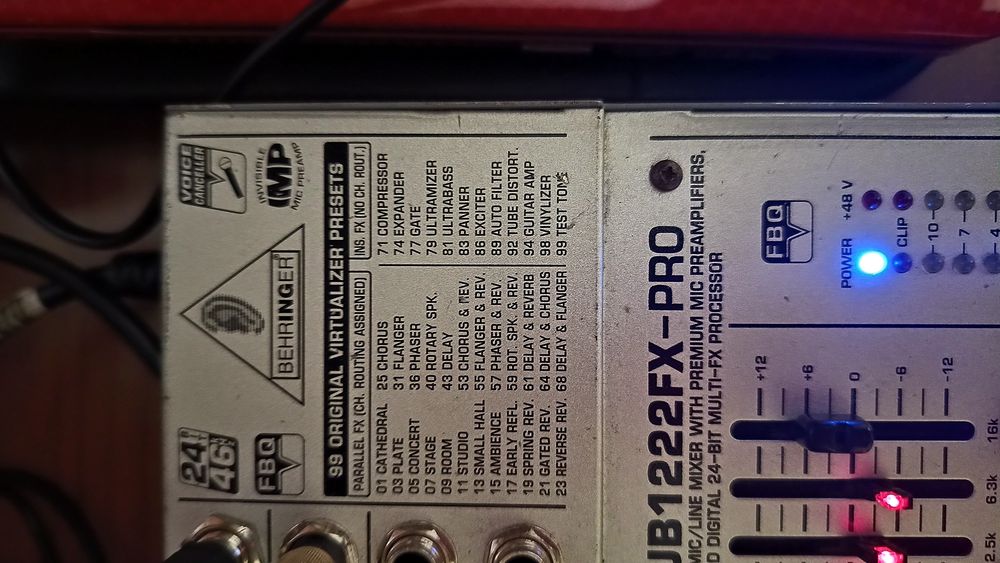 VOICE
CANCELLER
INVISIBLE
IMP
MIC PREAMP
BEHRINGER
24 BIT
46 kHz
FBQ
99 ORIGINAL VIRTUALIZER PRESETS
PARALLEL FX (CH. ROUTING ASSIGNED)
INS. FX (NO CH. ROUT.)
01 CATHEDRAL
03 PLATE
05 CONCERT
07 STAGE
09 ROOM
11 STUDIO
13 SMALL HALL
15 AMBIENCE
17 EARLY REFL.
19 SPRING REV.
21 GATED REV.
23 REVERSE REV.
25 CHORUS
31 FLANGER
36 PHASER
40 ROTARY SPK.
43 DELAY
53 CHORUS & REV.
55 FLANGER & REV.
57 PHASER & REV.
59 ROT. SPK. & REV.
61 DELAY & REVERB
64 DELAY & CHORUS
68 DELAY & FLANGER
71 COMPRESSOR
74 EXPANDER
77 GATE
79 ULTRAMIZER
81 ULTRABASS
83 PANNER
86 EXCITER
89 AUTO FILTER
92 TUBE DISTORT.
94 GUITAR AMP
98 VINYLIZER
99 TEST TONE
UB1222FX-PRO
MIC/LINE MIXER WITH PREMIUM MIC PREAMPLIFIERS,
D DIGITAL 24-BIT MULTI-FX PROCESSOR
FBQ
POWER
+48 V
CLIP
10
7
4
+12
+6
0
-6
-12
16k
6.3k
2.5k